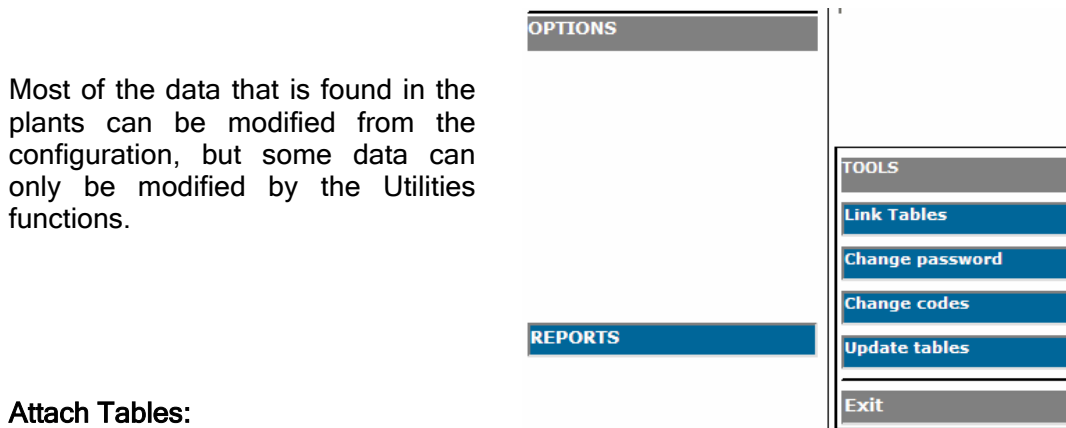 Most of the data that is found in the
plants can be modified from the
configuration, but some data can
only be modified by the Utilities
functions.
Attach Tables:
OPTIONS
REPORTS
TOOLS
Link Tables
Change password
Change codes
Update tables
Exit